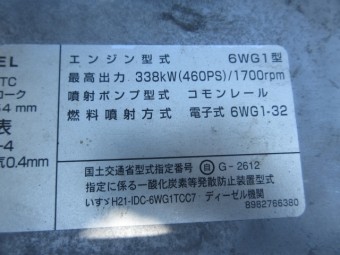 EL
エンジン型式 6WG1型
TC
最高出力 338kW(460PS)/1700rpm
ローク
噴射ポンプ型式 コモンレール
54 mm
燃料噴射方式 電子式 6WG1-32
表
-4
気0.4mm
国土交通省型式指定番号 自 G-2612
指定に係る一酸化炭素等発散防止装置型式
いすゞH21-IDC-6WG1TCC7 ディーゼル機関
8982766380